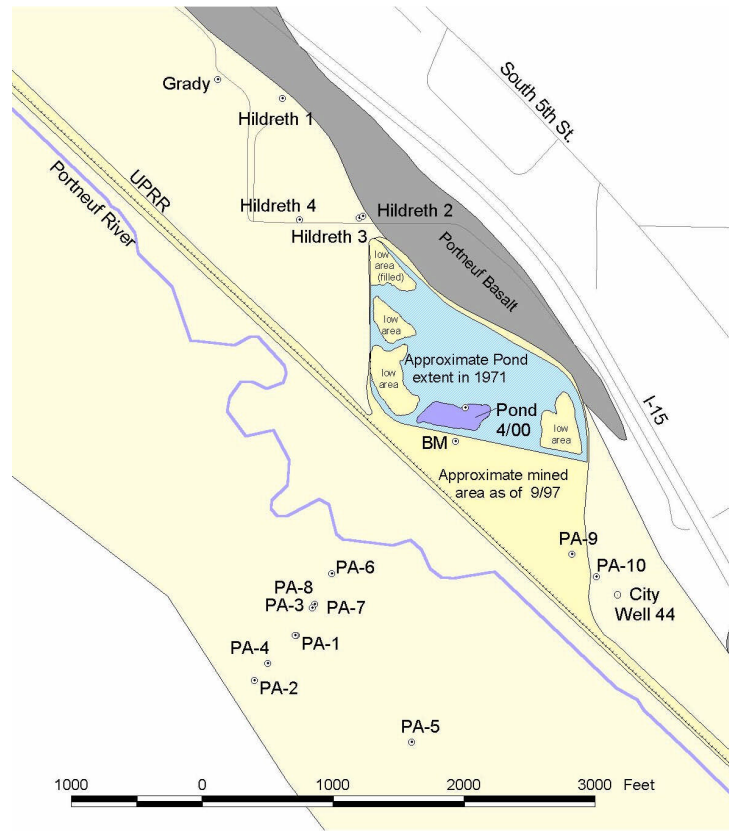 South 5th St.
Grady
Hildreth 1
UPRR
Portneuf River
Hildreth 4
Hildreth 2
Hildreth 3
Portneuf Basalt
low
area
(filled)
low
area
Approximate Pond
extent in 1971
low
area
I-15
Pond
4/00
low
area
BM
Approximate mined
area as of 9/97
PA-9
PA-10
PA-6
PA-8
PA-3
PA-7
City
Well 44
PA-1
PA-4
PA-2
PA-5
1000 0 1000 2000 3000 Feet